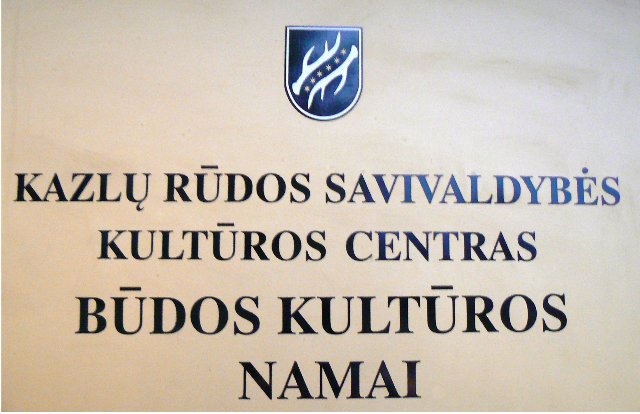 KAZLŲ RŪDOS SAVIVALDYBĖS
KULTŪROS CENTRAS
BŪDOS KULTŪROS
NAMAI